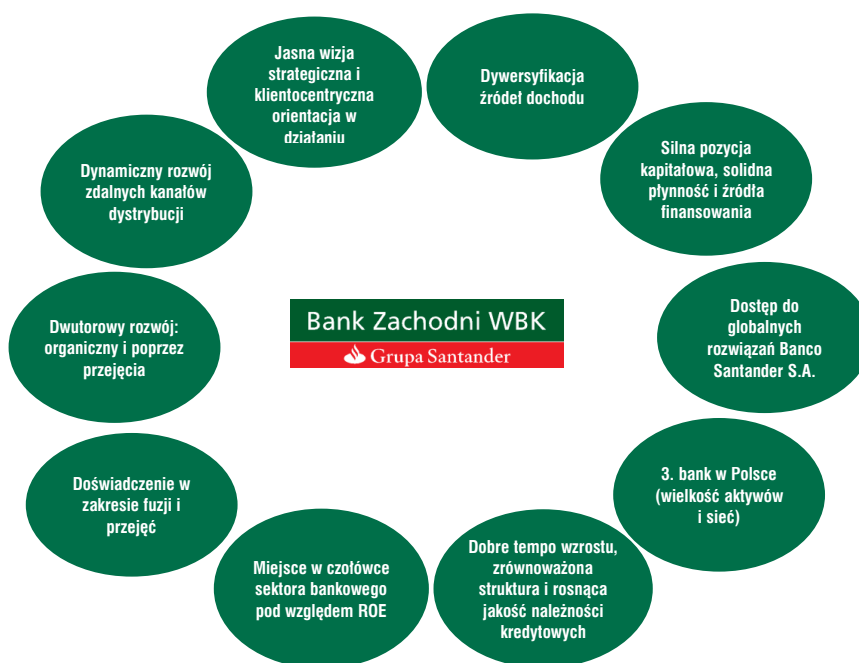 Jasna wizja
strategiczna i
klientocentryczna
orientacja w
działaniu
Dywersyfikacja
źródeł dochodu
Silna pozycja
kapitałowa, solidna
płynność i źródła
finansowania
Dostęp do
globalnych
rozwiązań Banco
Santander S.A.
3. bank w Polsce
(wielkość aktywów
i sieć)
Dobre tempo wzrostu,
zrównoważona
struktura i rosnąca
jakość należności
kredytowych
Miejsce w czołówce
sektora bankowego
pod względem ROE
Doświadczenie w
zakresie fuzji i
przejęć
Dwutorowy rozwój:
organiczny i poprzez
przejęcia
Dynamiczny rozwój
zdalnych kanałów
dystrybucji
Bank Zachodni WBK
Grupa Santander